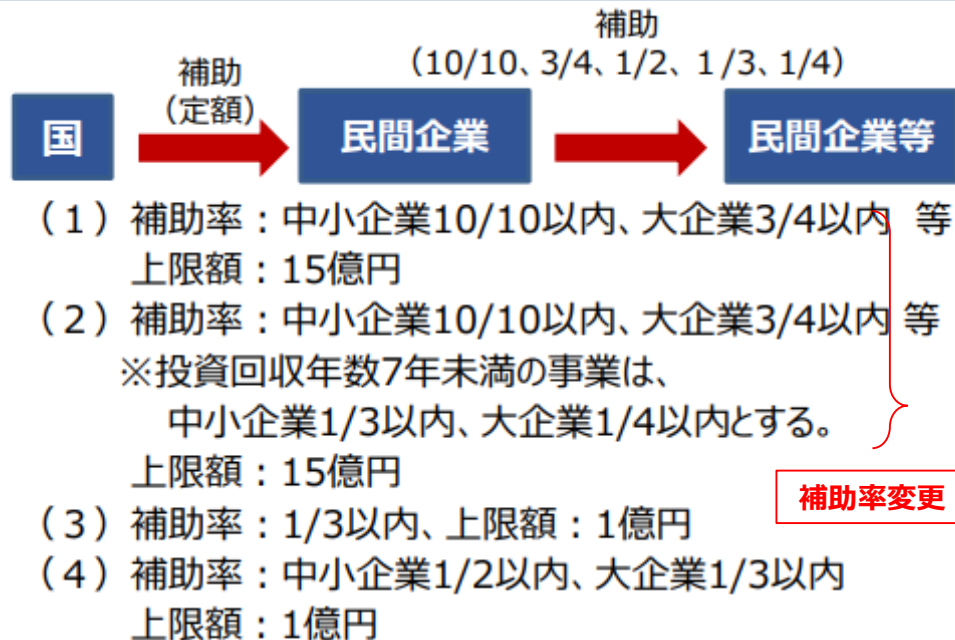 補助
（10/10、3/4、1/2、1/3、1/4）
補助
（定額）
国
民間企業
民間企業等
（1）補助率：中小企業10/10以内、大企業3/4以内 等
上限額：15億円
（2）補助率：中小企業10/10以内、大企業3/4以内 等
※投資回収年数7年未満の事業は、
中小企業1/3以内、大企業1/4以内とする。
上限額：15億円
補助率変更
（3）補助率：1/3以内、上限額：1億円
（4）補助率：中小企業1/2以内、大企業1/3以内
上限額：1億円